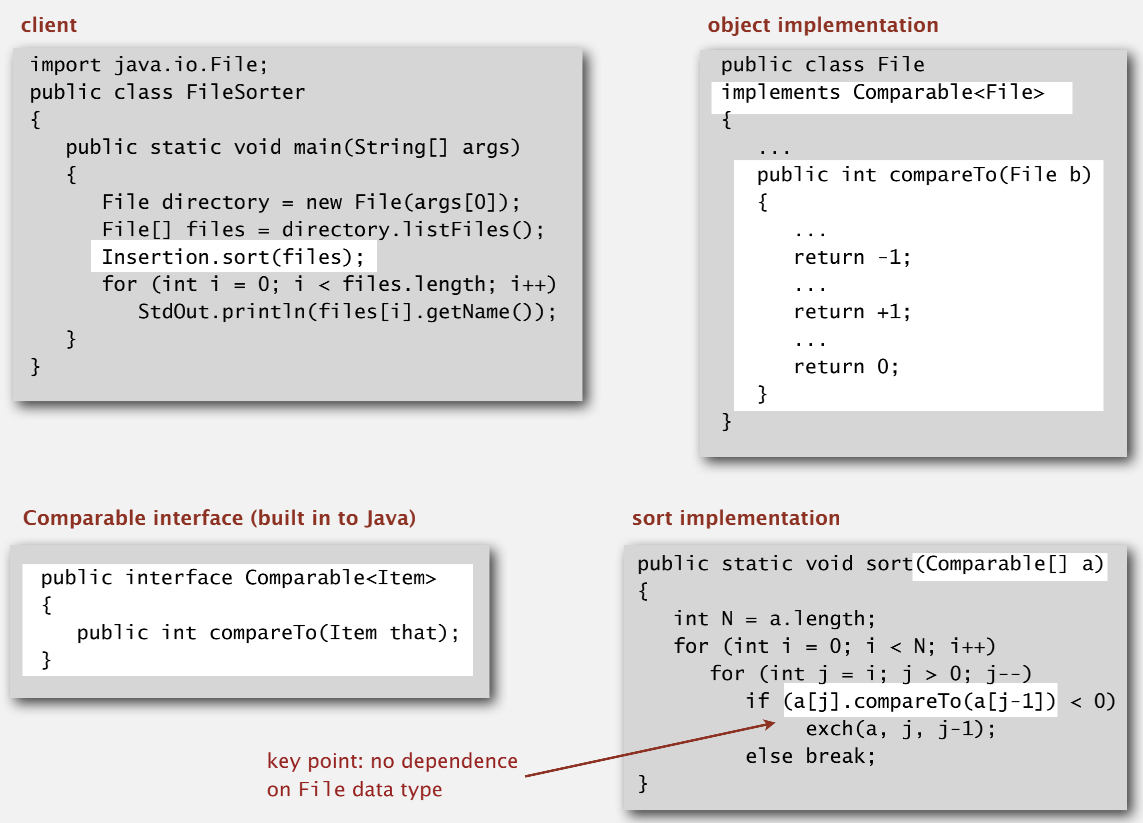 client
import java.io.File;
public class FileSorter
{
   public static void main(String[] args)
   {
      File directory = new File(args[0]);
      File[] files = directory.listFiles();
      Insertion.sort(files);
      for (int i = 0; i < files.length; i++)
         StdOut.println(files[i].getName());
   }
}
object implementation
public class File
implements Comparable<File>
{
   ...
   public int compareTo(File b)
   {
      ...
      return -1;
      ...
      return +1;
      ...
      return 0;
   }
}
Comparable interface (built in to Java)
public interface Comparable<Item>
{
   public int compareTo(Item that);
}
sort implementation
public static void sort(Comparable[] a)
{
   int N = a.length;
   for (int i = 0; i < N; i++)
      for (int j = i; j > 0; j--)
         if (a[j].compareTo(a[j-1]) < 0)
              exch(a, j, j-1);
         else break;
}
key point: no dependence
on File data type